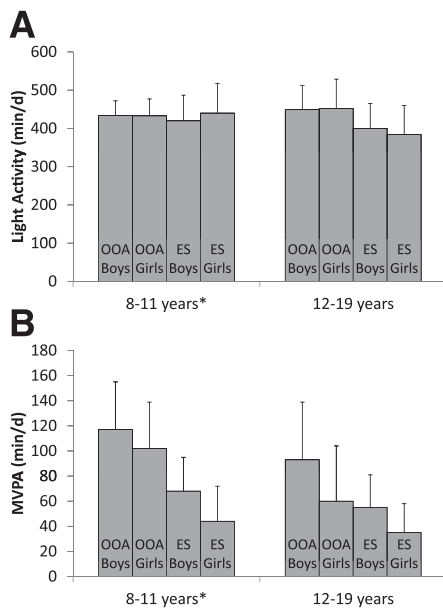 A
600
500
400
300
200
100
0
Light Activity (min/d)
OOA Boys
OOA Girls
ES Boys
ES Girls
OOA Boys
OOA Girls
ES Boys
ES Girls
8-11 years*
12-19 years
B
180
160
140
120
100
80
60
40
20
0
MVPA (min/d)
OOA Boys
OOA Girls
ES Boys
ES Girls
OOA Boys
OOA Girls
ES Boys
ES Girls
8-11 years*
12-19 years